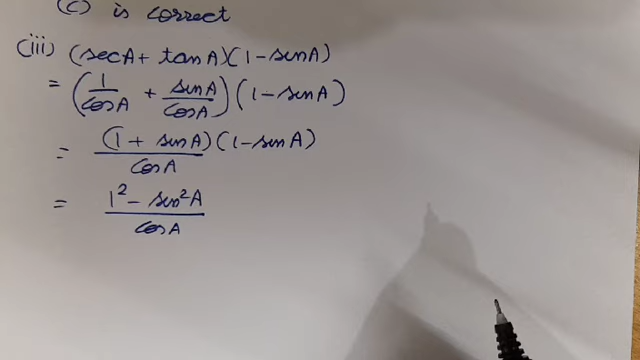 (c) is correct
(iii) (secA + tanA)(1 - sinA)
= (1/cosA + sinA/cosA)(1 - sinA)
= (1 + sinA)(1 - sinA)/cosA
= 1² - sin²A/cosA